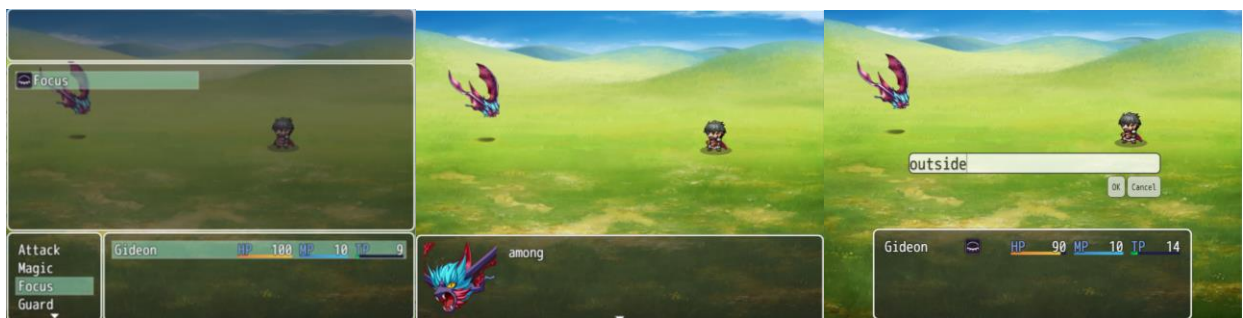 Focus
Attack
Magic
Focus
Guard
Gideon HP 100 MP 10 TP 9
among
outside
OK Cancel
Gideon HP 90 MP 10 TP 14